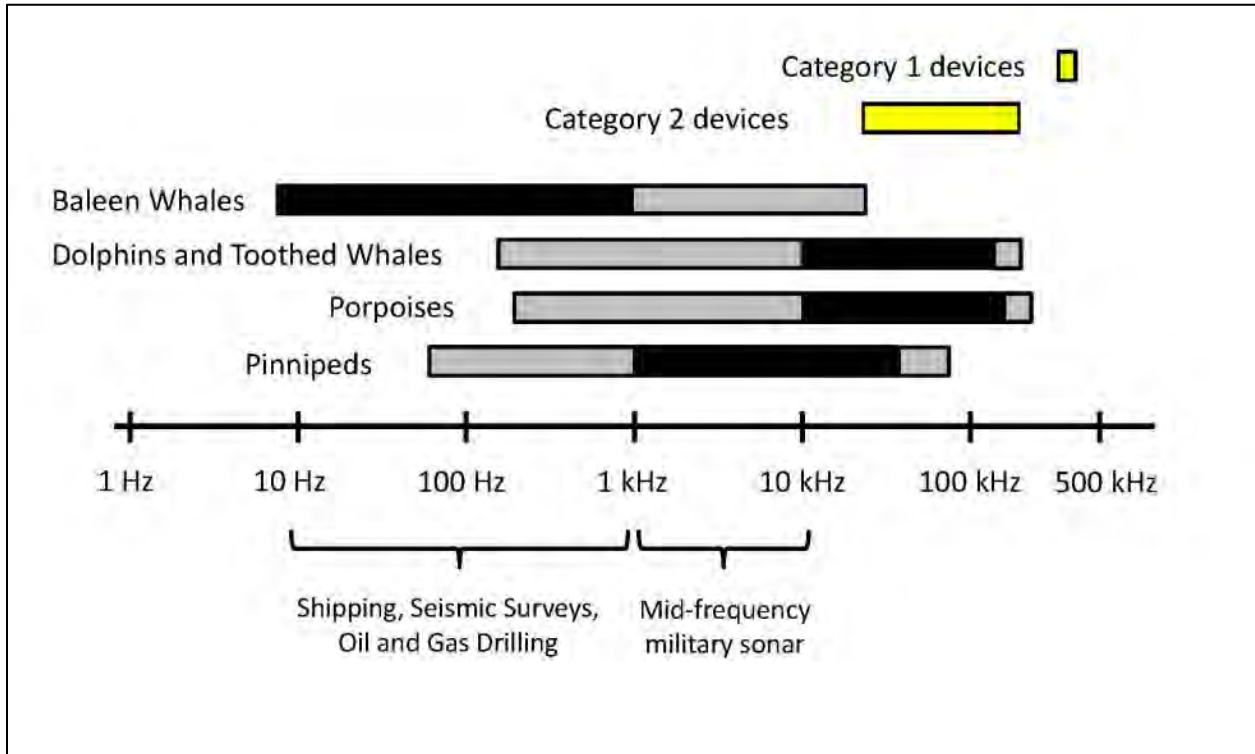 Category 1 devices
Category 2 devices
Baleen Whales
Dolphins and Toothed Whales
Porpoises
Pinnipeds
1 Hz 10 Hz 100 Hz 1 kHz 10 kHz 100 kHz 500 kHz
Shipping, Seismic Surveys,
Oil and Gas Drilling
Mid-frequency
military sonar